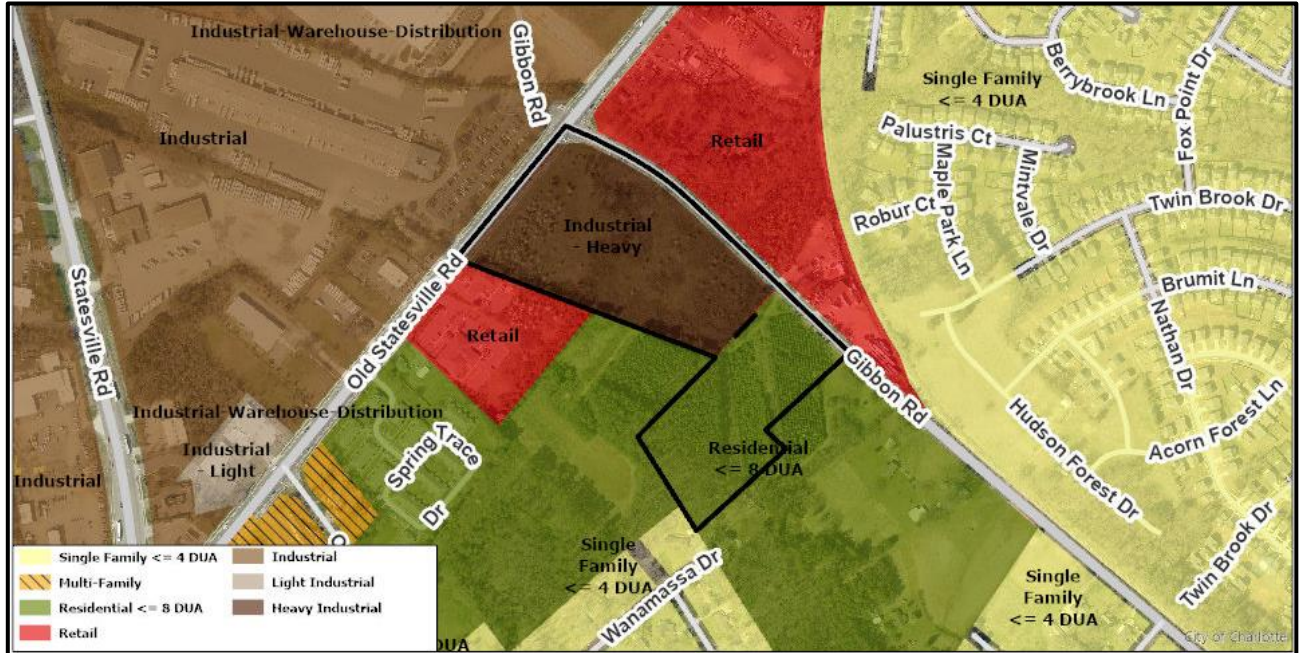 Industrial-Warehouse-Distribution
Gibbon Rd
Single Family
<= 4 DUA
Berrybrook Ln
Fox Point Dr
Industrial
Retail
Palustris Ct
Maple Park Ln
Mintvale Dr
Robur Ct
Twin Brook Dr
Industrial
- Heavy
Statesville Rd
Old Statesville Rd
Brumit Ln
Nathan Dr
Retail
Gibbon Rd
Hudson Forest Dr
Acorn Forest Ln
Industrial-Warehouse-Distribution
Industrial
- Light
Spring Trace
Dr
Residential
<= 8 DUA
Industrial
Single
Family
<= 4 DUA
Wanamassa Dr
Single
Family
<= 4 DUA
Twin Brook Dr
Single Family <= 4 DUA
Multi-Family
Residential <= 8 DUA
Retail
Industrial
Light Industrial
Heavy Industrial
DUA
City of Charlotte